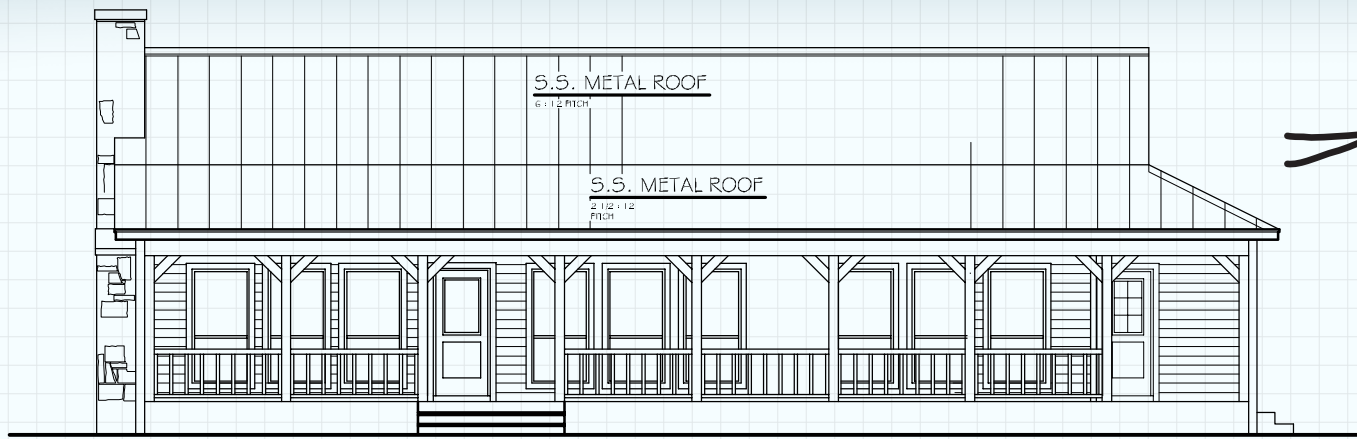 S.S. METAL ROOF
6 : 12 PITCH
S.S. METAL ROOF
2 1/2 : 12
PITCH